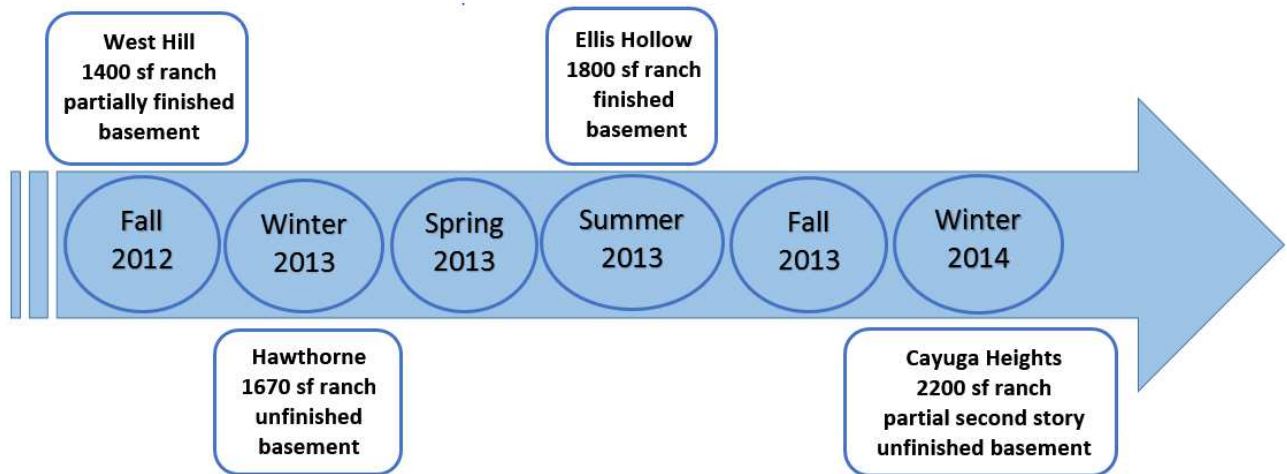 West Hill
1400 sf ranch
partially finished
basement
Ellis Hollow
1800 sf ranch
finished
basement
Fall
2012
Winter
2013
Spring
2013
Summer
2013
Fall
2013
Winter
2014
Hawthorne
1670 sf ranch
unfinished
basement
Cayuga Heights
2200 sf ranch
partial second story
unfinished basement